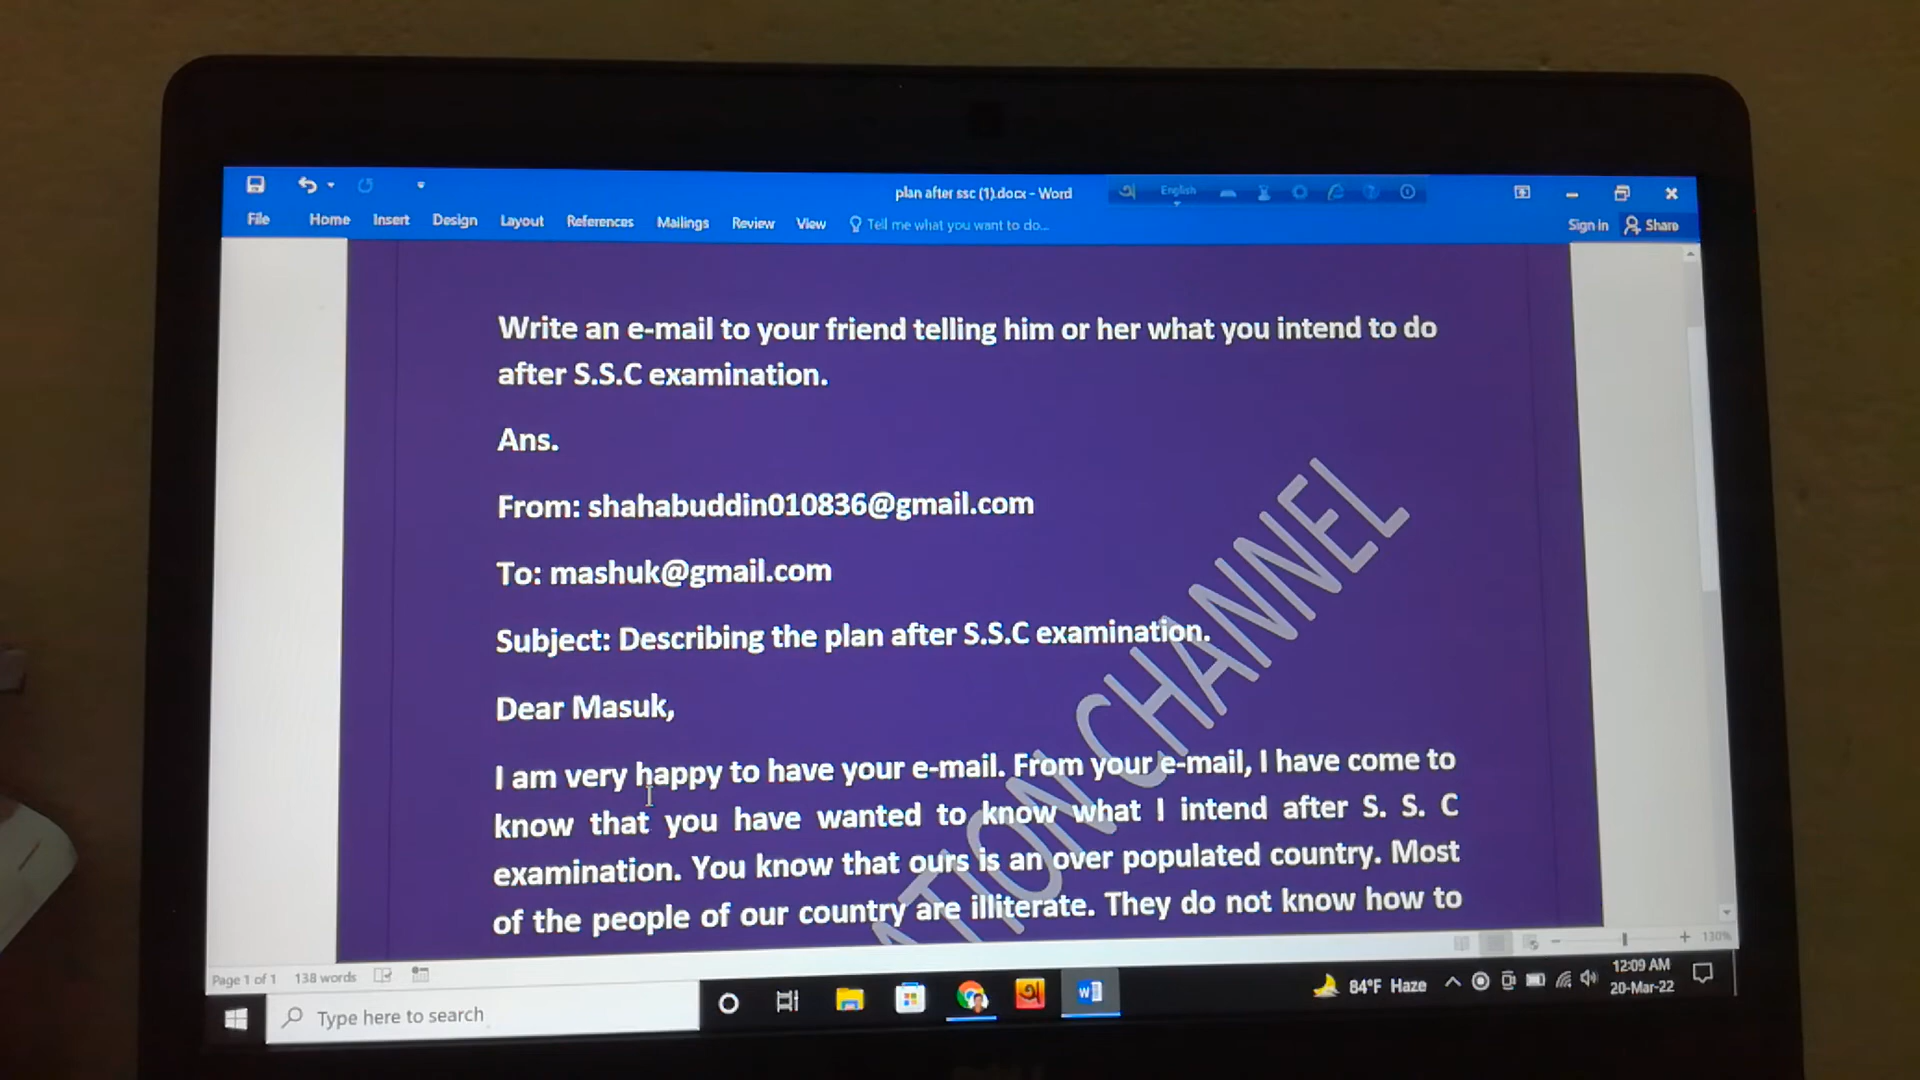 plan after ssc (1).docx - Word
English
File Home Insert Design Layout References Mailings Review View Tell me what you want to do... Sign in Share
Write an e-mail to your friend telling him or her what you intend to do
after S.S.C examination.
Ans.
From: shahabuddin010836@gmail.com
To: mashuk@gmail.com
Subject: Describing the plan after S.S.C examination.
Dear Masuk,
I am very happy to have your e-mail. From your e-mail, I have come to
know that you have wanted to know what I intend after S. S. C
examination. You know that ours is an over populated country. Most
of the people of our country are illiterate. They do not know how to
ATION CHANNEL
Page 1 of 1 138 words 130%
Type here to search
84°F Haze
12:09 AM
20-Mar-22